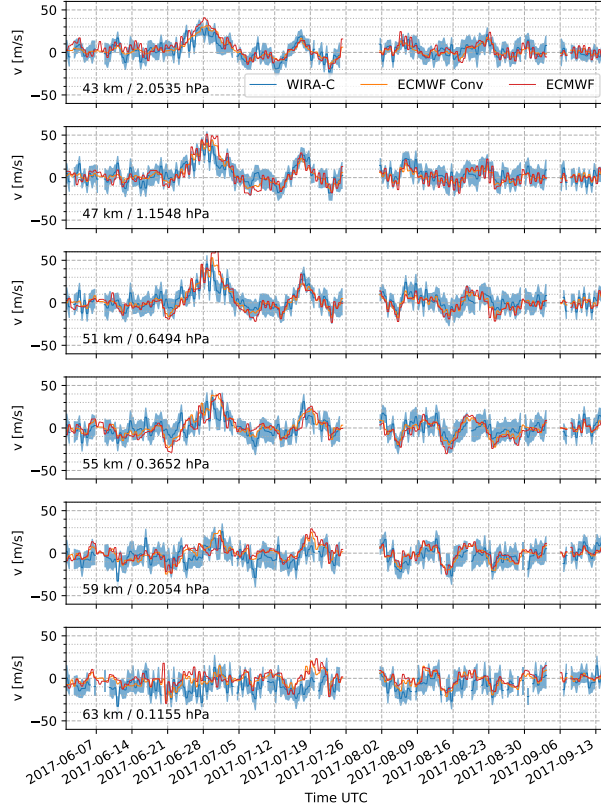 50
0
−50
v [m/s]
43 km / 2.0535 hPa
WIRA-C
ECMWF Conv
ECMWF
50
0
−50
v [m/s]
47 km / 1.1548 hPa
50
0
−50
v [m/s]
51 km / 0.6494 hPa
50
0
−50
v [m/s]
55 km / 0.3652 hPa
50
0
−50
v [m/s]
59 km / 0.2054 hPa
50
0
−50
v [m/s]
63 km / 0.1155 hPa
2017-06-07
2017-06-14
2017-06-21
2017-06-28
2017-07-05
2017-07-12
2017-07-19
2017-07-26
2017-08-02
2017-08-09
2017-08-16
2017-08-23
2017-08-30
2017-09-06
2017-09-13
Time UTC